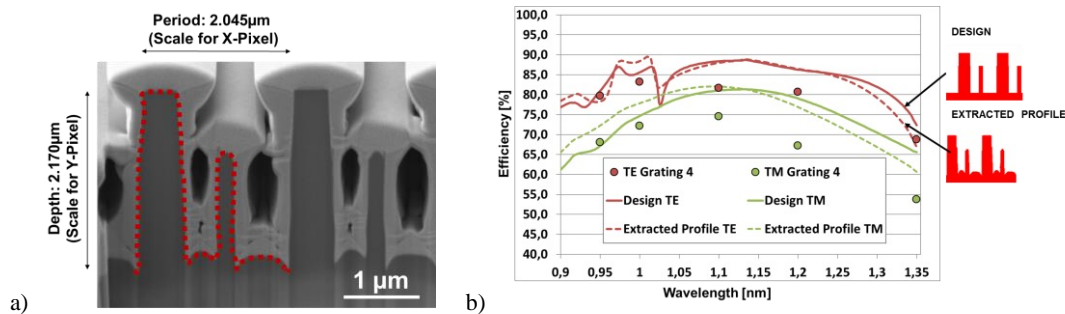 Period: 2.045µm
(Scale for X-Pixel)
Depth: 2.170µm
(Scale for Y-Pixel)
1 µm
a)
b)
Efficiency [%]
100,0
95,0
90,0
85,0
80,0
75,0
70,0
65,0
60,0
55,0
50,0
45,0
40,0
TE Grating 4
TM Grating 4
Design TE
Design TM
Extracted Profile TE
Extracted Profile TM
0,9
0,95
1
1,05
1,1
1,15
1,2
1,25
1,3
1,35
Wavelength [nm]
DESIGN
EXTRACTED PROFILE